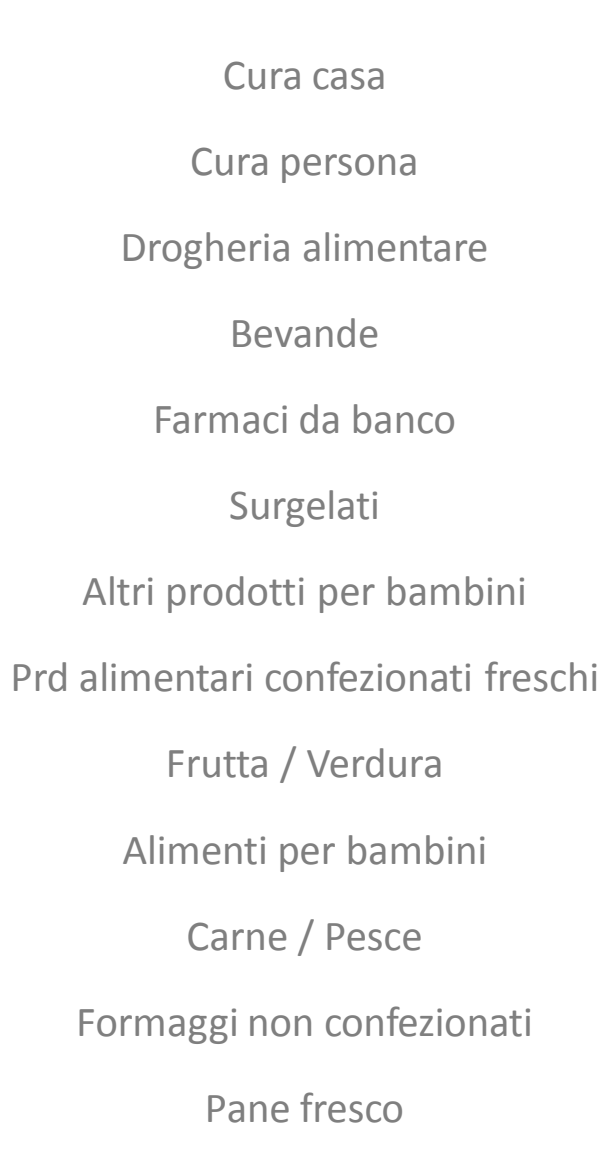 Cura casa
Cura persona
Drogheria alimentare
Bevande
Farmaci da banco
Surgelati
Altri prodotti per bambini
Prd alimentari confezionati freschi
Frutta / Verdura
Alimenti per bambini
Carne / Pesce
Formaggi non confezionati
Pane fresco